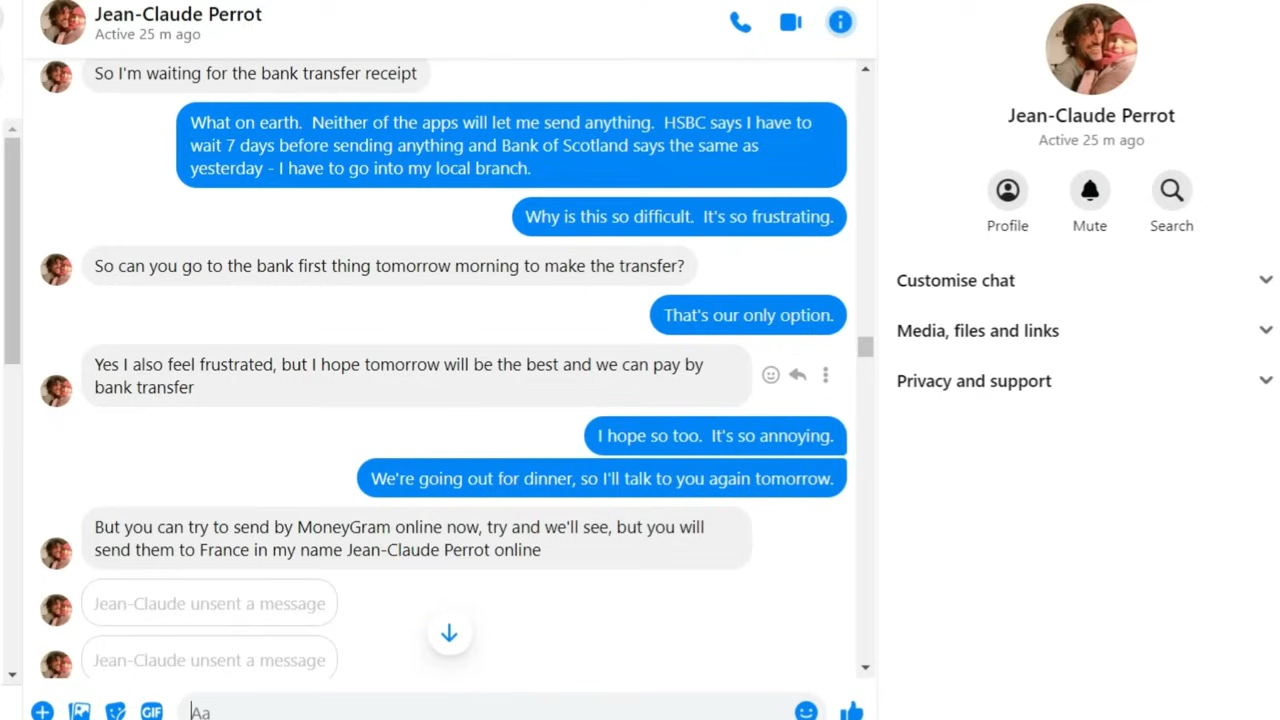 Jean-Claude Perrot
Active 25 m ago
So I'm waiting for the bank transfer receipt
What on earth.  Neither of the apps will let me send anything.  HSBC says I have to
wait 7 days before sending anything and Bank of Scotland says the same as
yesterday - I have to go into my local branch.
Why is this so difficult.  It's so frustrating.
So can you go to the bank first thing tomorrow morning to make the transfer?
That's our only option.
Yes I also feel frustrated, but I hope tomorrow will be the best and we can pay by
bank transfer
I hope so too.  It's so annoying.
We're going out for dinner, so I'll talk to you again tomorrow.
But you can try to send by MoneyGram online now, try and we'll see, but you will
send them to France in my name Jean-Claude Perrot online
Jean-Claude unsent a message
Jean-Claude unsent a message
GIF
Aa
Jean-Claude Perrot
Active 25 m ago
Profile
Mute
Search
Customise chat
Media, files and links
Privacy and support